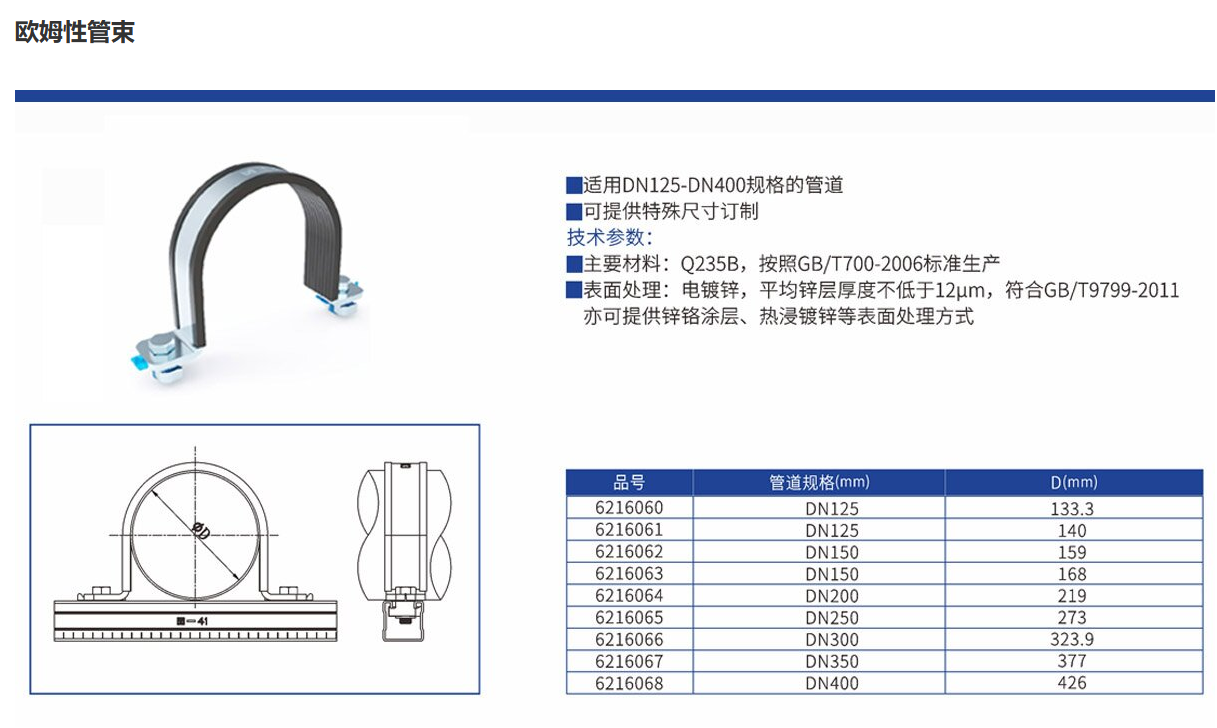 欧姆性管束
■适用DN125-DN400规格的管道
■可提供特殊尺寸订制
技术参数：
■主要材料：Q235B，按照GB/T700-2006标准生产
■表面处理：电镀锌，平均锌层厚度不低于12μm，符合GB/T9799-2011
亦可提供锌铬涂层、热浸镀锌等表面处理方式
ØD
41
品号 管道规格(mm) D(mm)
6216060 DN125 133.3
6216061 DN125 140
6216062 DN150 159
6216063 DN150 168
6216064 DN200 219
6216065 DN250 273
6216066 DN300 323.9
6216067 DN350 377
6216068 DN400 426